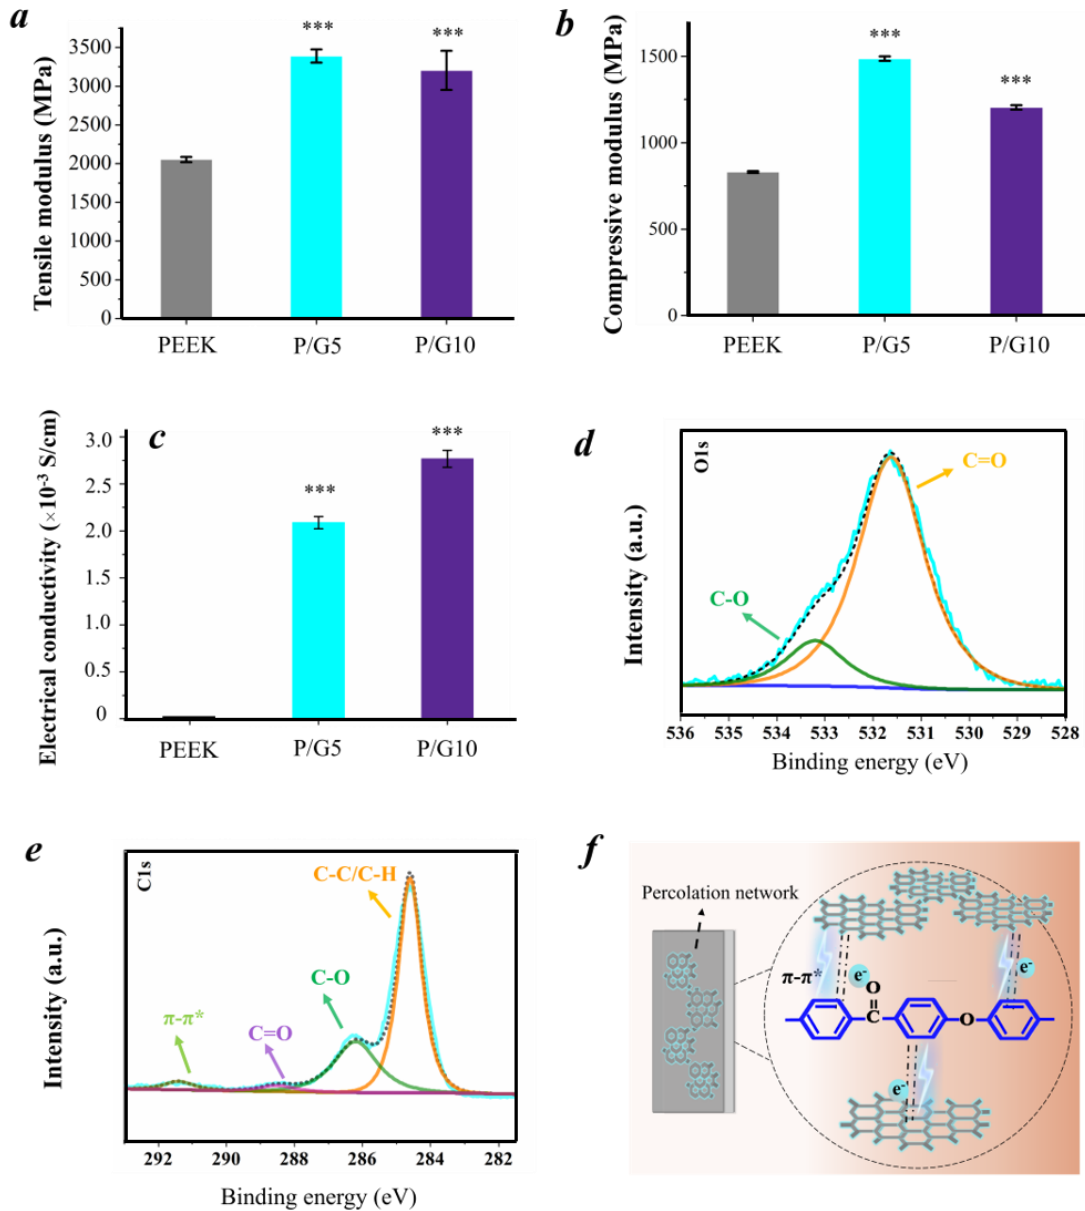 a
Tensile modulus (MPa)
3500
3000
2500
2000
1500
1000
500
0
***
***
PEEK
P/G5
P/G10
b
Compressive modulus (MPa)
1500
1000
500
0
***
***
PEEK
P/G5
P/G10
c
Electrical conductivity (×10⁻³ S/cm)
3.0
2.5
2.0
1.5
1.0
0.5
0
***
***
PEEK
P/G5
P/G10
d
O1s
Intensity (a.u.)
C=O
C-O
536 535 534 533 532 531 530 529 528
Binding energy (eV)
e
C1s
Intensity (a.u.)
C-C/C-H
C-O
C=O
π-π*
292 290 288 286 284 282
Binding energy (eV)
f
Percolation network
π-π*
e⁻
e⁻
O
C
O
e⁻